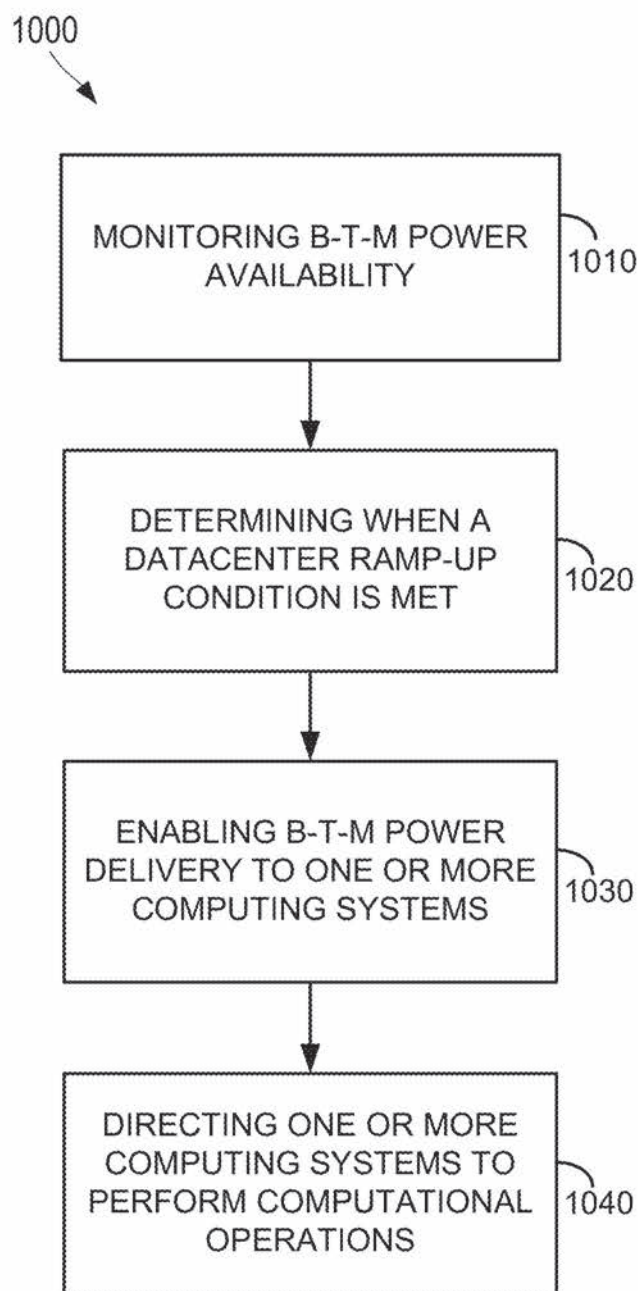 1000
MONITORING B-T-M POWER
AVAILABILITY
1010
DETERMINING WHEN A
DATACENTER RAMP-UP
CONDITION IS MET
1020
ENABLING B-T-M POWER
DELIVERY TO ONE OR MORE
COMPUTING SYSTEMS
1030
DIRECTING ONE OR MORE
COMPUTING SYSTEMS TO
PERFORM COMPUTATIONAL
OPERATIONS
1040